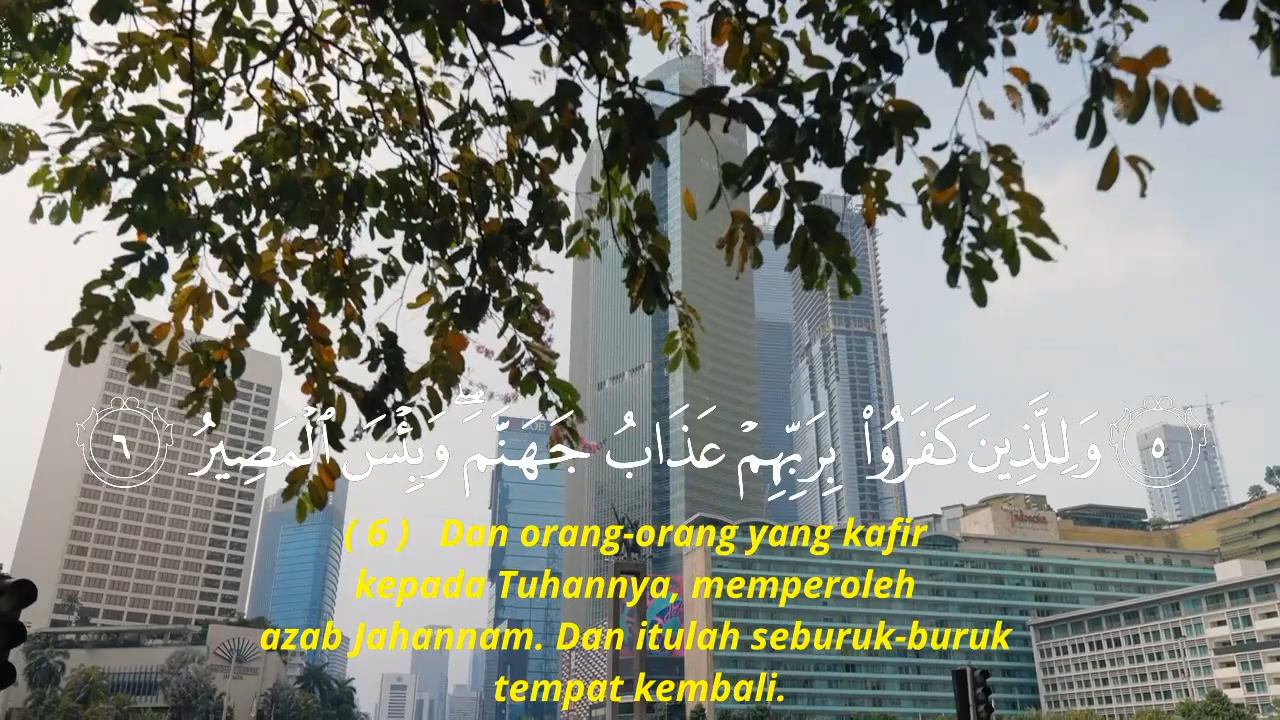 ٥ وَلِلَّذِينَ كَفَرُوا۟ بِرَبِّهِمۡ عَذَابُ جَهَنَّمَۖ وَبِئۡسَ ٱلۡمَصِيرُ ٦
( 6 ) Dan orang-orang yang kafir
kepada Tuhannya, memperoleh
azab Jahannam. Dan itulah seburuk-buruk
tempat kembali.